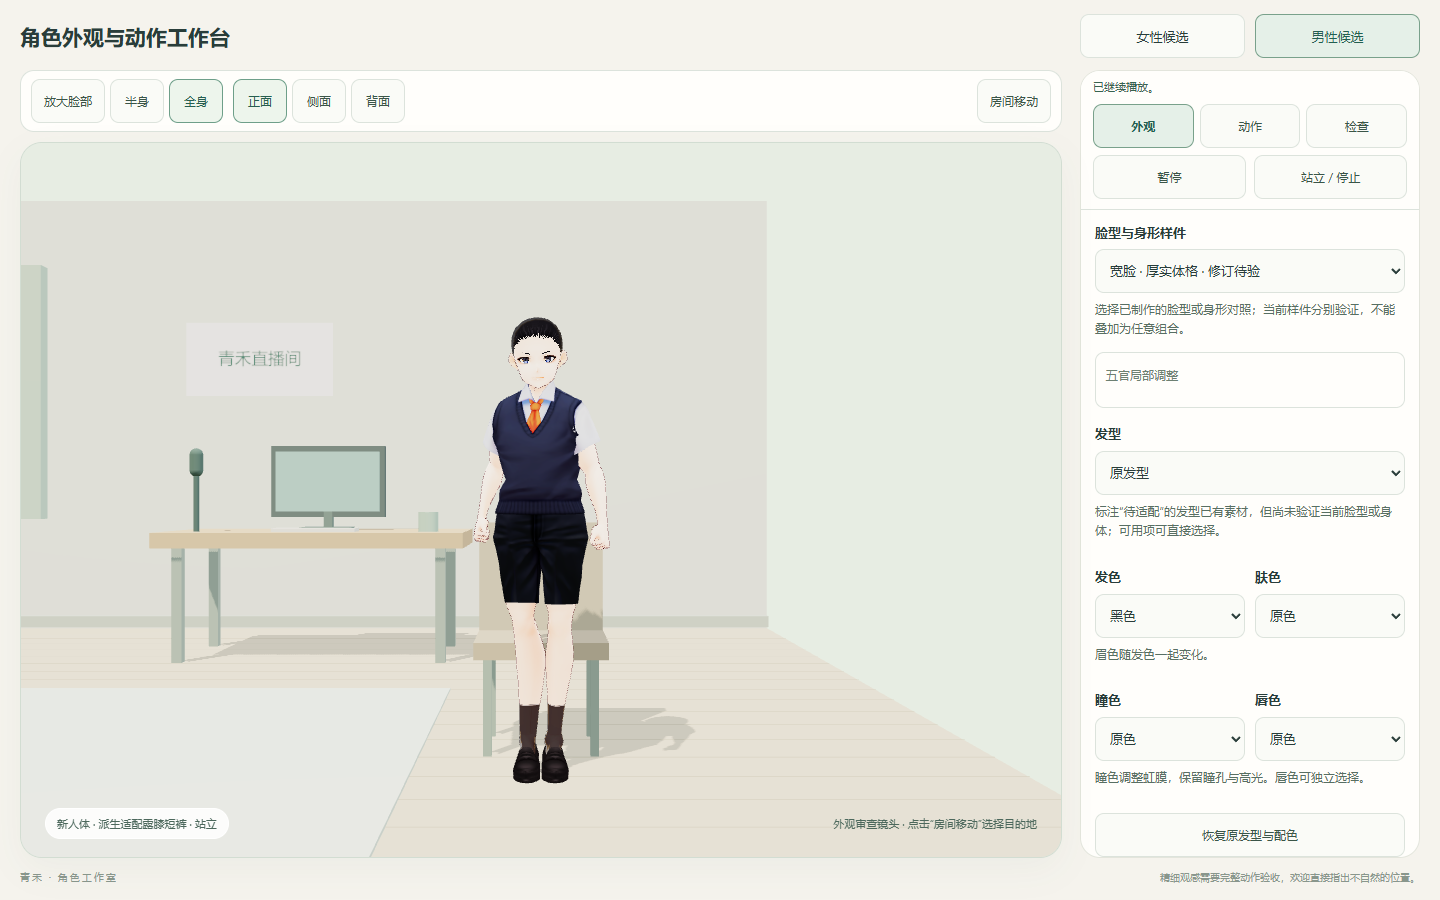 角色外观与动作工作台
女性候选
男性候选
放大脸部
半身
全身
正面
侧面
背面
房间移动
已继续播放。
外观
动作
检查
暂停
站立 / 停止
脸型与身形样件
宽脸 · 厚实体格 · 修订待验
选择已制作的脸型或身形对照；当前样件分别验证，不能
叠加为任意组合。
五官局部调整
发型
原发型
标注“待适配”的发型已有素材，但尚未验证当前脸型或身
体；可用项可直接选择。
发色
肤色
黑色
原色
眉色随发色一起变化。
瞳色
唇色
原色
原色
瞳色调整虹膜，保留瞳孔与高光。唇色可独立选择。
恢复原发型与配色
青禾直播间
新人体 · 派生适配露膝短裤 · 站立
外观审查镜头 · 点击“房间移动”选择目的地
青禾 · 角色工作室
精细观感需要完整动作验收，欢迎直接指出不自然的位置。